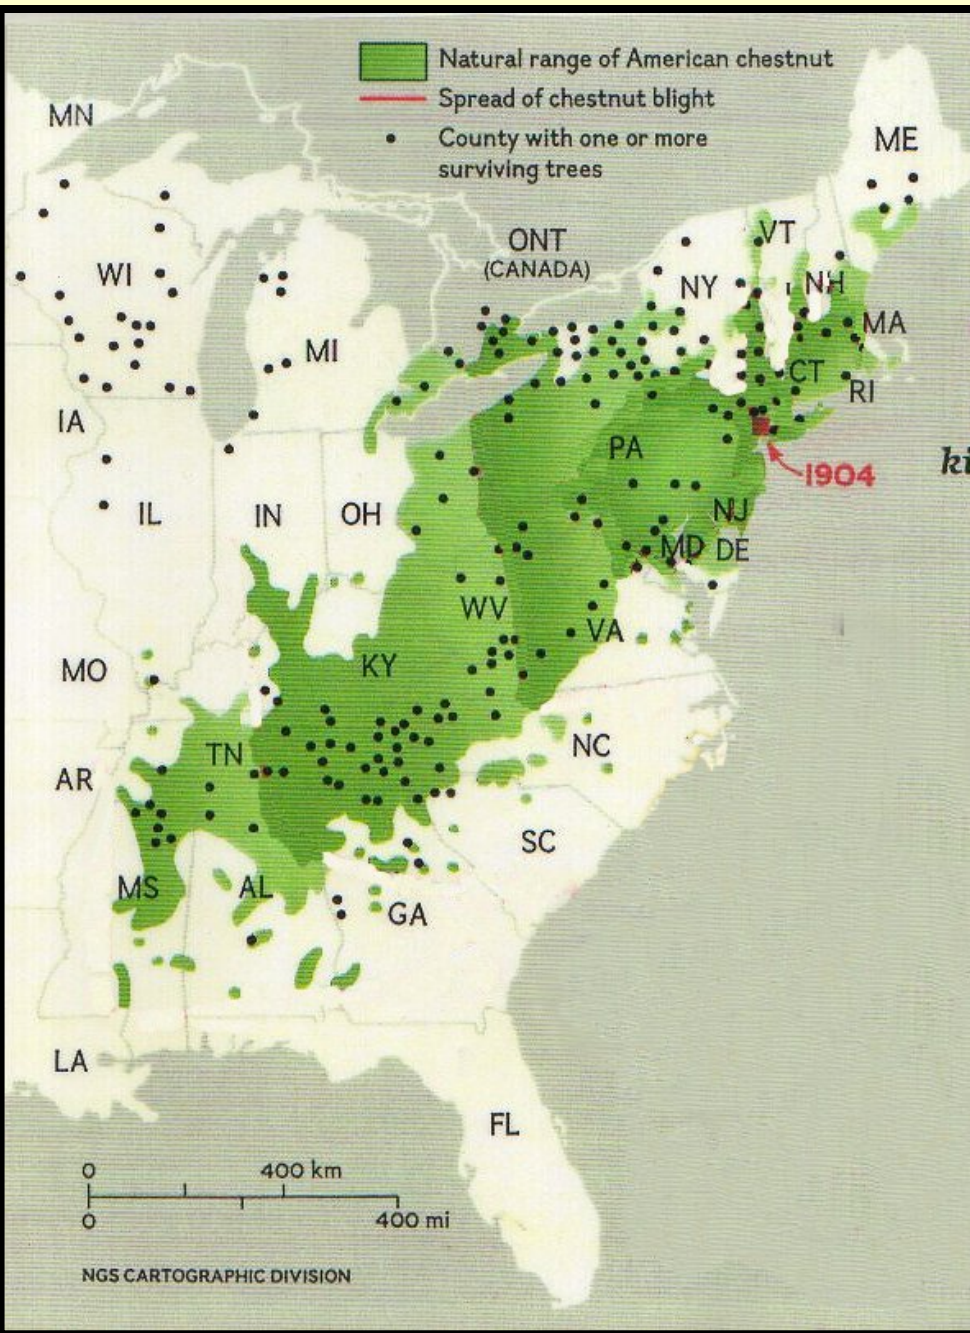 Natural range of American chestnut
Spread of chestnut blight
County with one or more
surviving trees
MN
ME
ONT
(CANADA)
VT
WI
NY
NH
MI
MA
CT
RI
IA
PA
1904
ki
IL
IN
OH
NJ
MD
DE
WV
VA
MO
KY
TN
NC
AR
SC
MS
AL
GA
LA
FL
0
400 km
0
400 mi
NGS CARTOGRAPHIC DIVISION